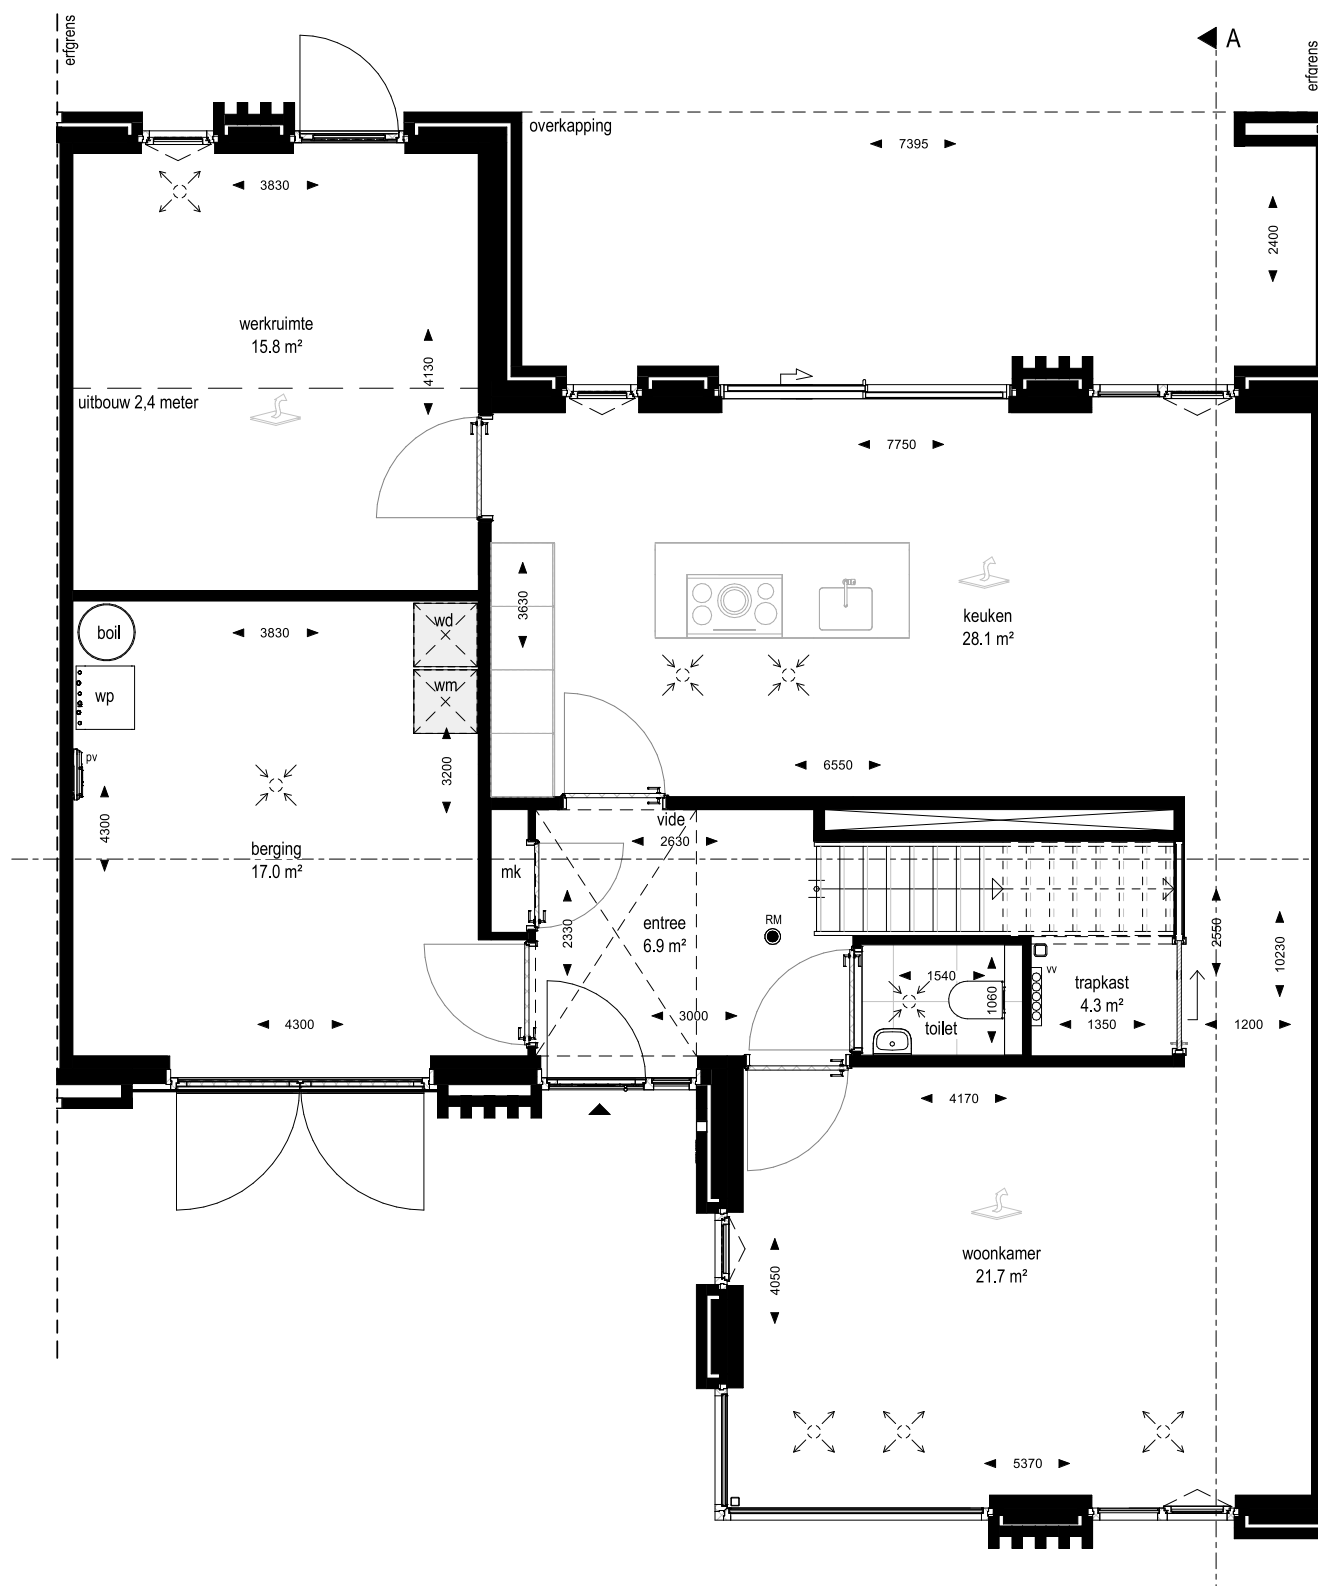 erfgrens
erfgrens
A
overkapping
7395
3830
2400
werkruimte
15.8 m²
4130
uitbouw 2,4 meter
7750
3630
keuken
28.1 m²
boil
3830
wd
wp
wm
pv
3200
6550
4300
vide
2630
berging
17.0 m²
mk
entree
6.9 m²
2330
RM
2550
10230
1540
1060
vv
trapkast
4.3 m²
toilet
1350
1200
4300
3000
4170
woonkamer
21.7 m²
4050
5370